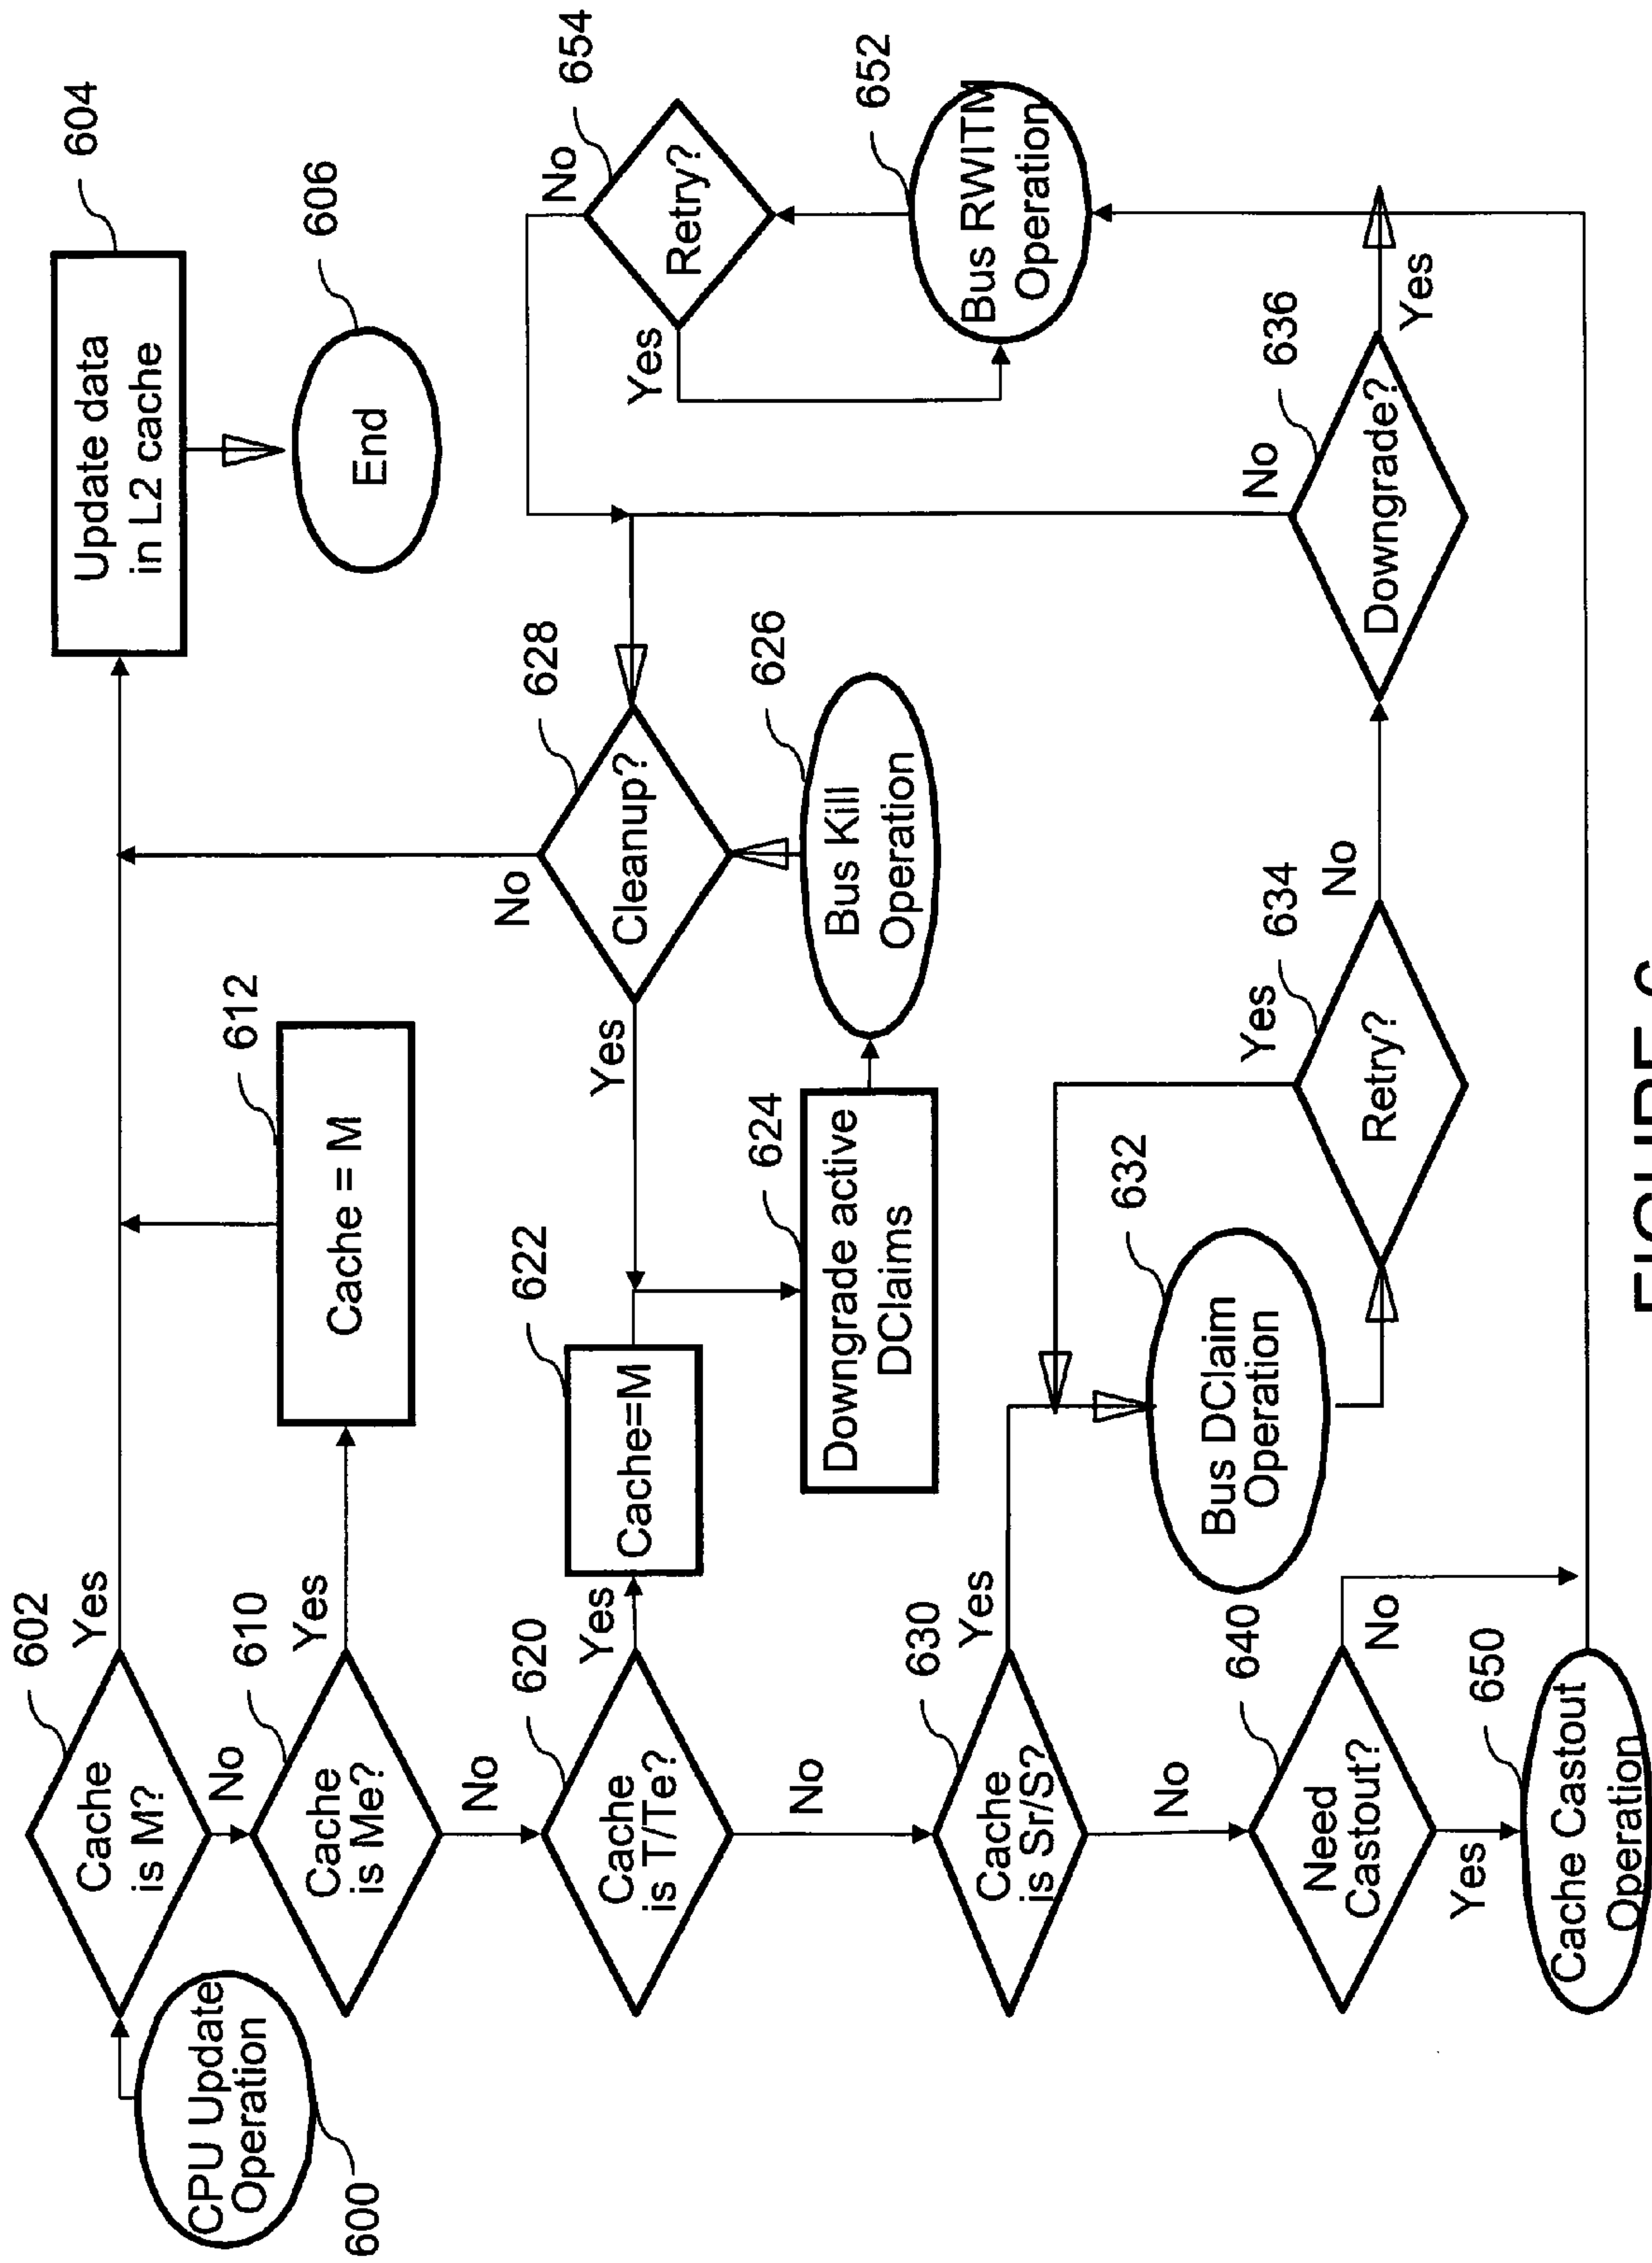 600
CPU Update
Operation
602
Cache
is M?
Yes
No
604
Update data
in L2 cache
606
End
610
Cache
is Me?
Yes
No
612
Cache = M
620
Cache
is T/Te?
Yes
No
622
Cache=M
624
Downgrade active
DClaims
626
Bus Kill
Operation
628
Cleanup?
Yes
No
630
Cache
is Sr/S?
Yes
No
632
Bus DClaim
Operation
634
Retry?
Yes
No
636
Downgrade?
No
Yes
640
Need
Castout?
No
Yes
650
Cache Castout
Operation
652
Bus RWITM
Operation
654
Retry?
No
Yes
FIGURE